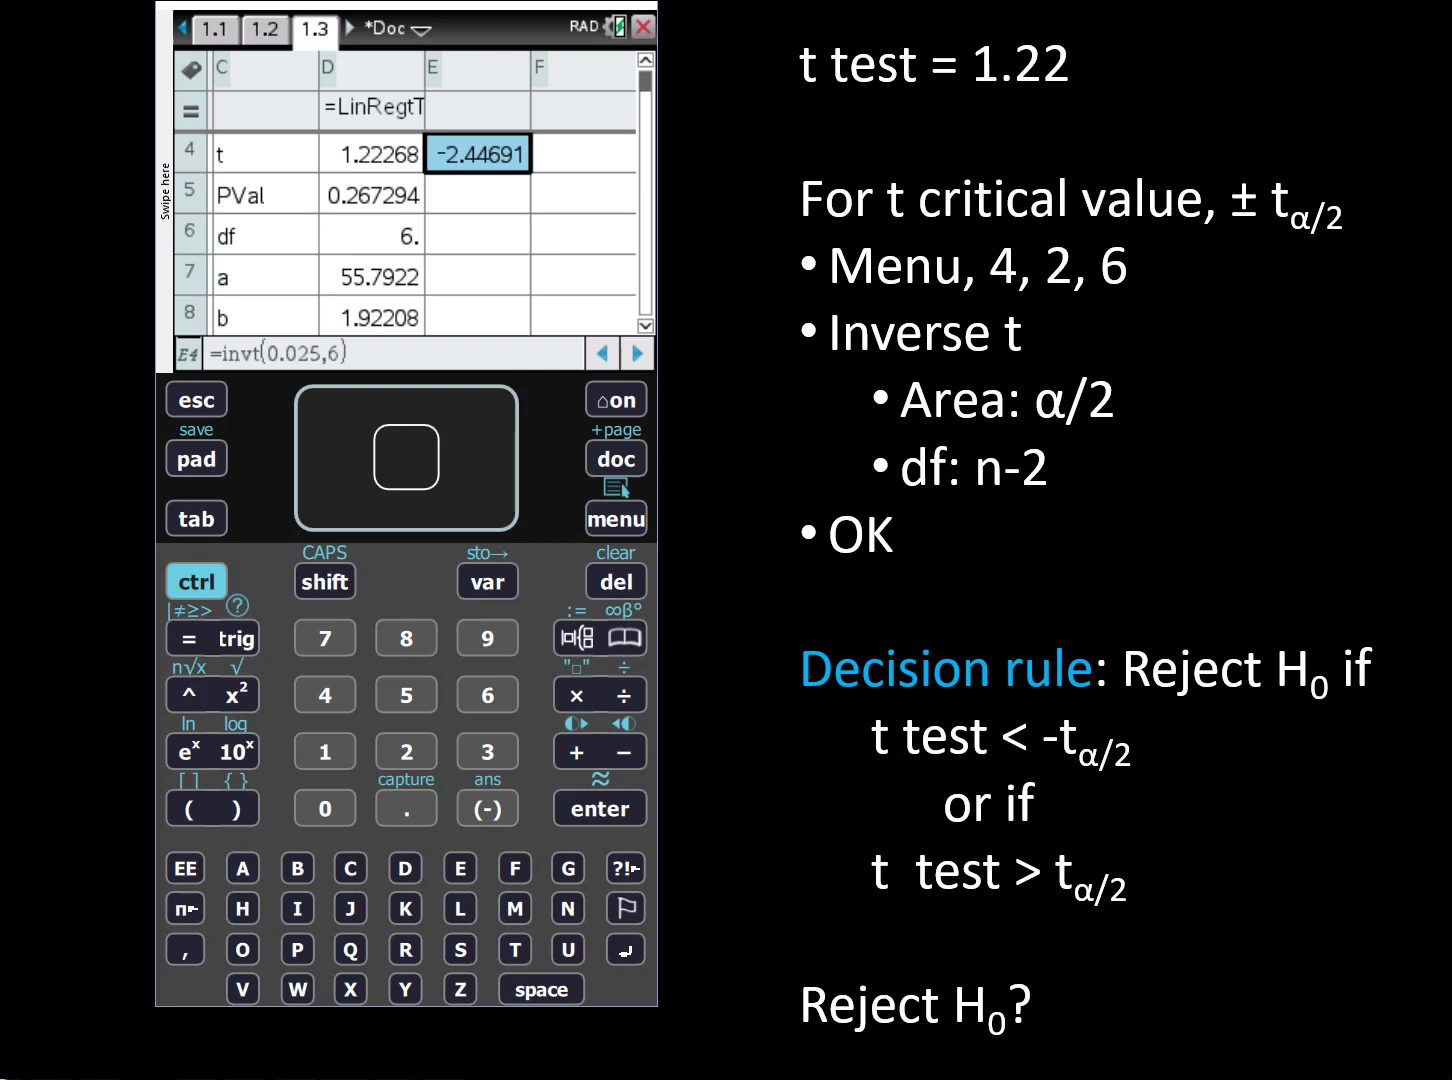 1.1 1.2 1.3 *Doc RAD
C D E F
= =LinRegtT
4 t 1.22268 -2.44691
5 PVal 0.267294
6 df 6.
7 a 55.7922
8 b 1.92208
E4 =invt(0.025,6)
Swipe here
esc ⌂on
save +page
pad doc
tab menu
CAPS sto→ clear
ctrl shift var del
|≠≥> ? := ∞β°
= trig 7 8 9
n√x √ "□" ÷
^ x² 4 5 6 × ÷
ln log
eˣ 10ˣ 1 2 3 + −
[ ] { } capture ans ≈
( ) 0 . (-) enter
EE A B C D E F G ?!
π H I J K L M N
, O P Q R S T U
V W X Y Z space
t test = 1.22
For t critical value, ± tα/2
• Menu, 4, 2, 6
• Inverse t
• Area: α/2
• df: n-2
• OK
Decision rule: Reject H₀ if
t test < -tα/2
or if
t test > tα/2
Reject H₀?